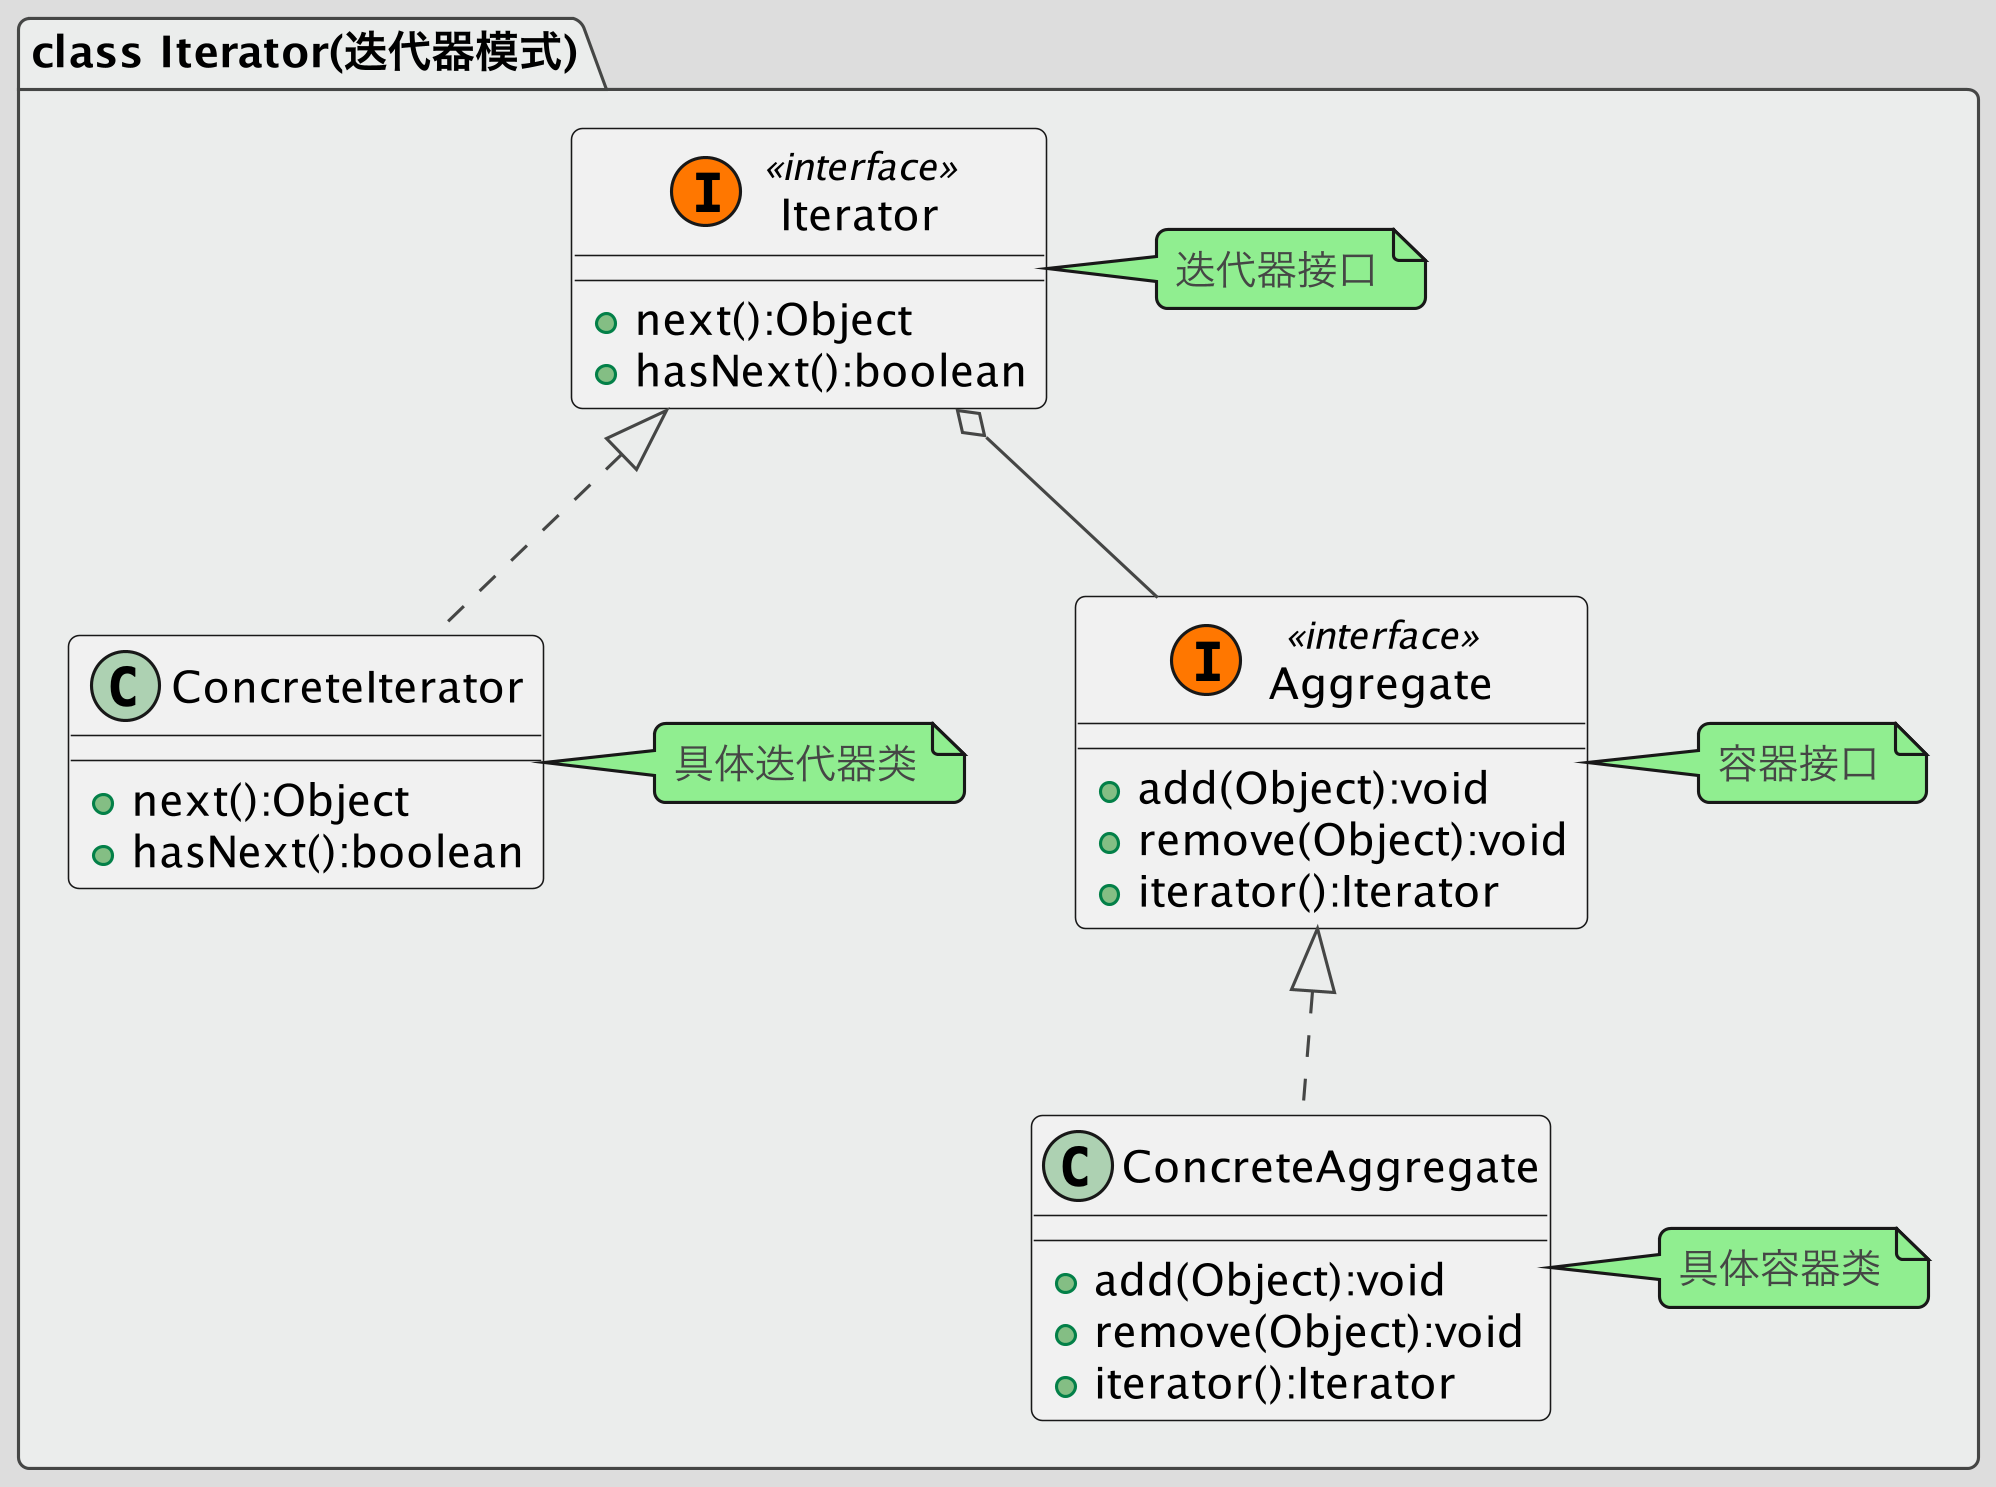 class Iterator(迭代器模式)
I
«interface»
Iterator
next():Object
hasNext():boolean
迭代器接口
C
ConcreteIterator
next():Object
hasNext():boolean
具体迭代器类
I
«interface»
Aggregate
add(Object):void
remove(Object):void
iterator():Iterator
容器接口
C
ConcreteAggregate
add(Object):void
remove(Object):void
iterator():Iterator
具体容器类